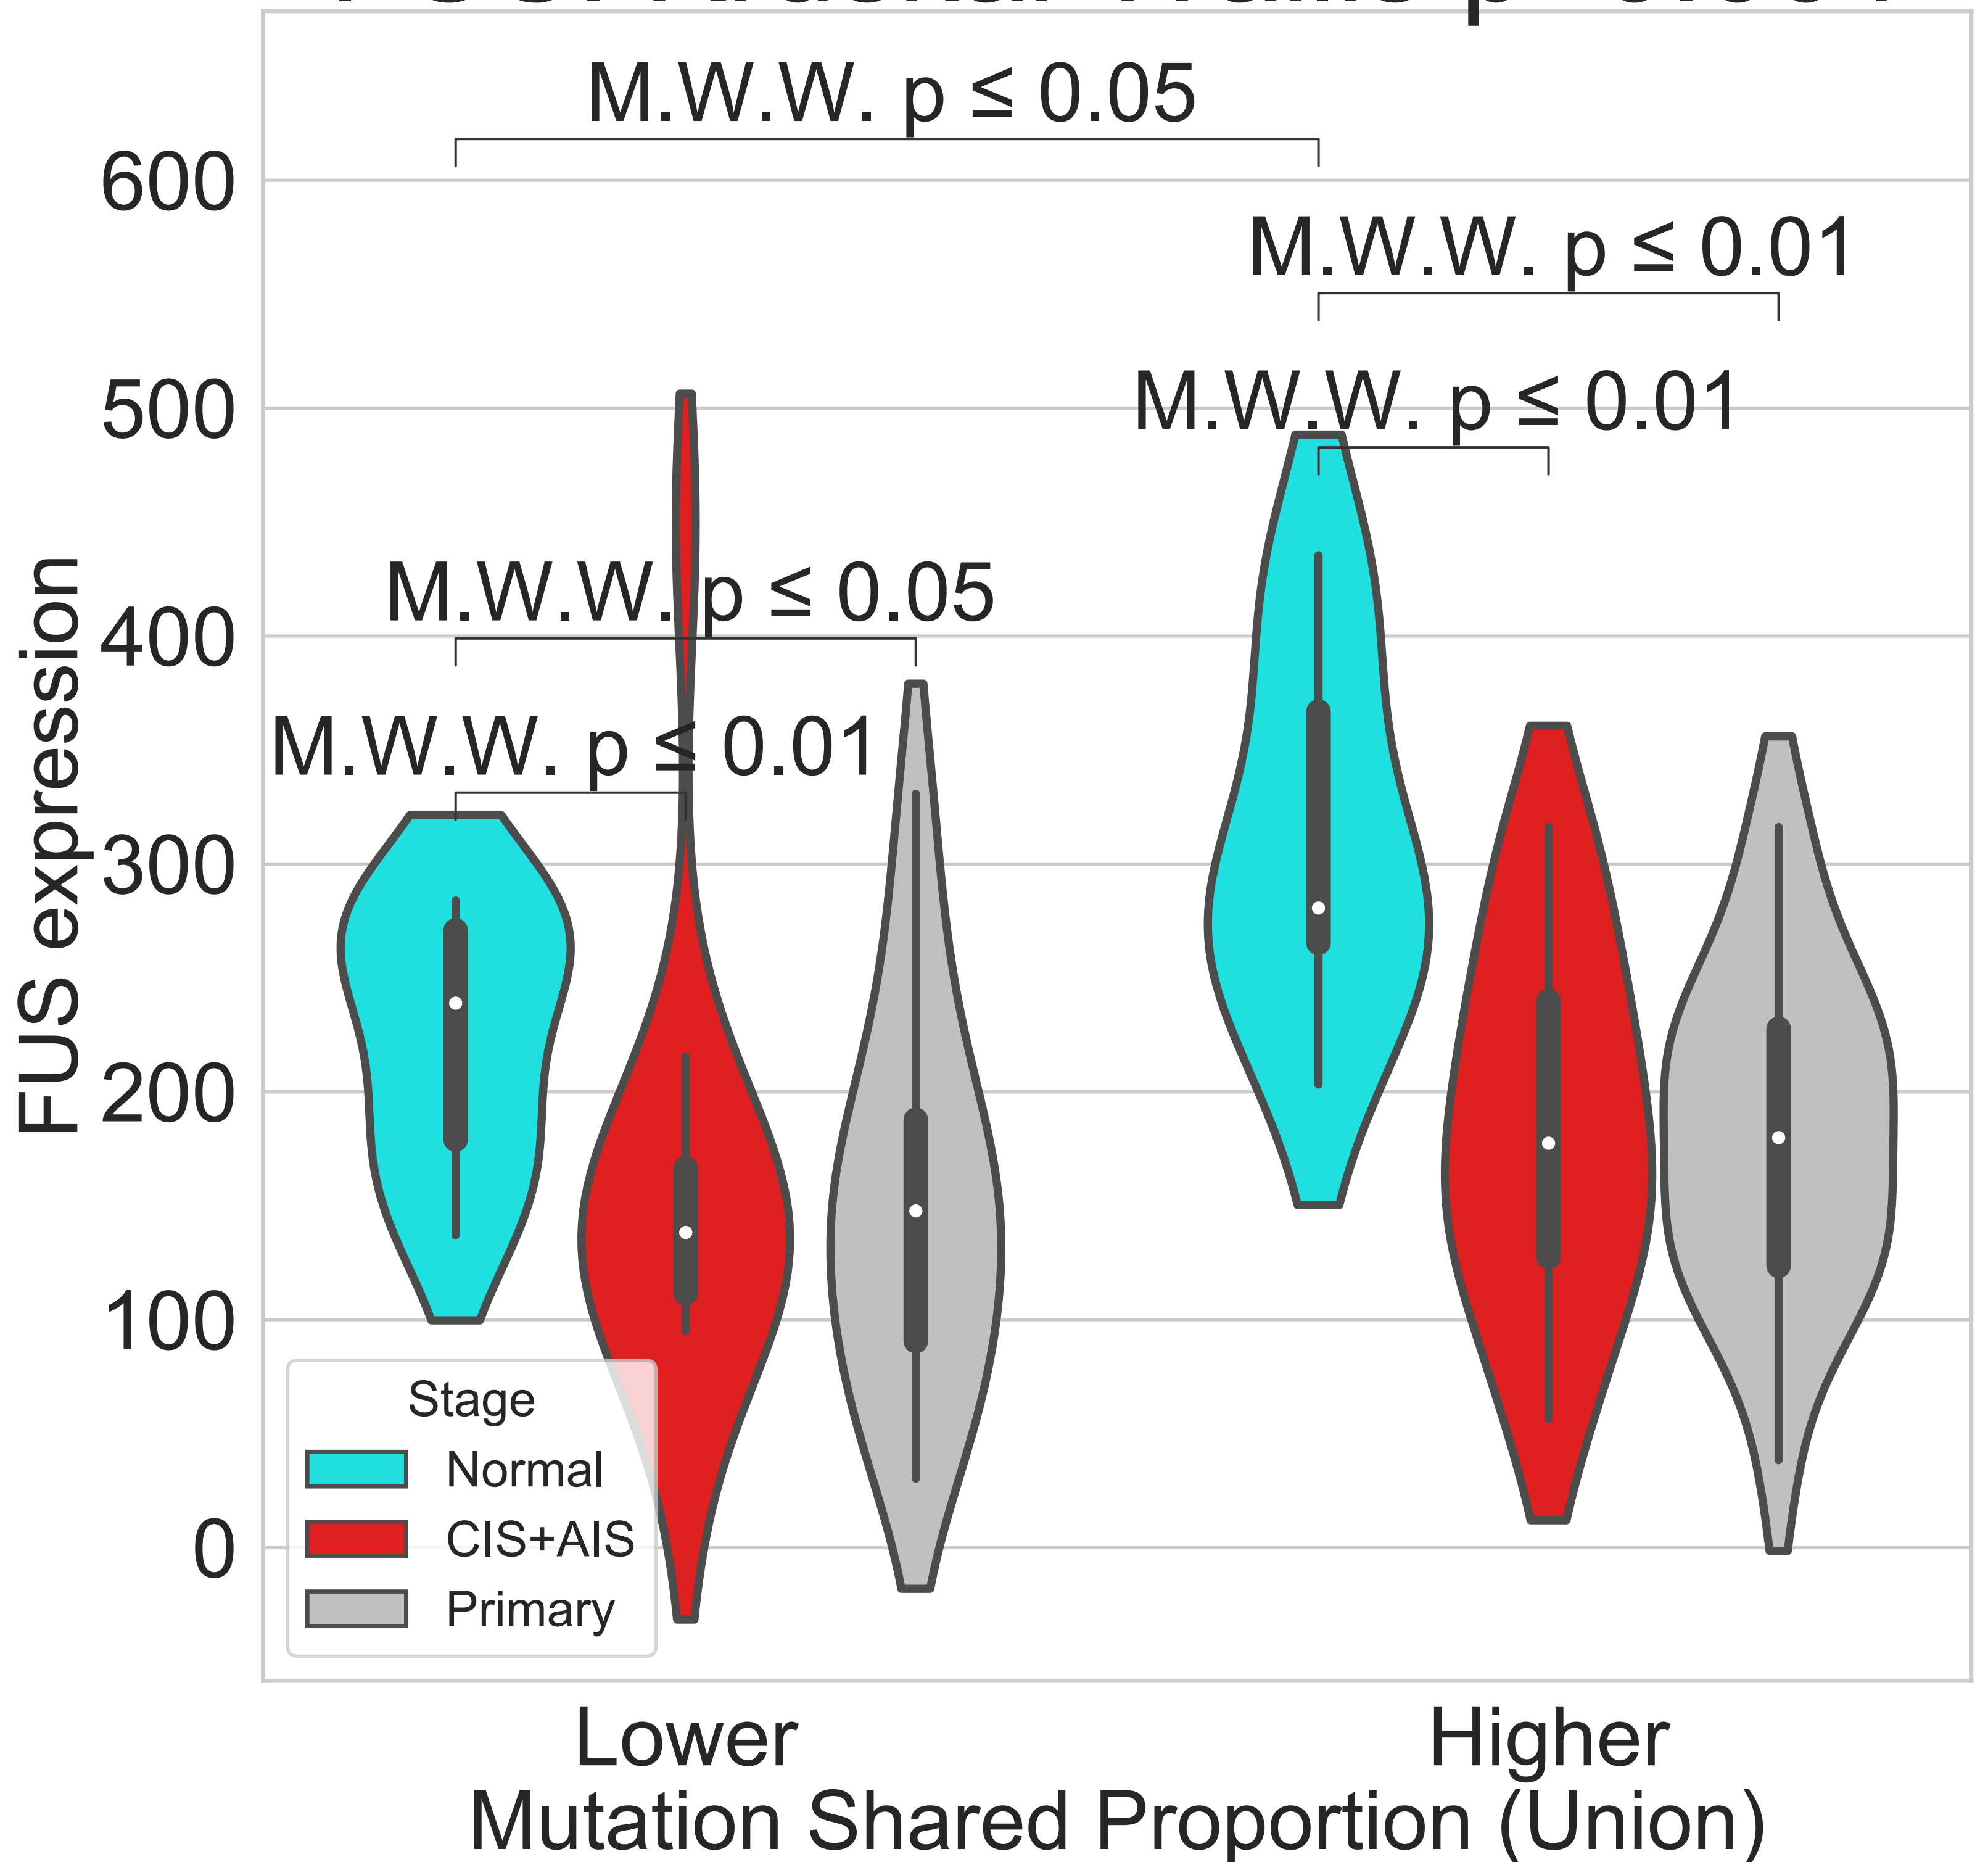 M.W.W. p ≤ 0.05
600
M.W.W. p ≤ 0.01
500
M.W.W. p ≤ 0.01
M.W.W. p ≤ 0.05
400
M.W.W. p ≤ 0.01
300
200
100
0
FUS expression
Stage
Normal
CIS+AIS
Primary
Lower
Higher
Mutation Shared Proportion (Union)